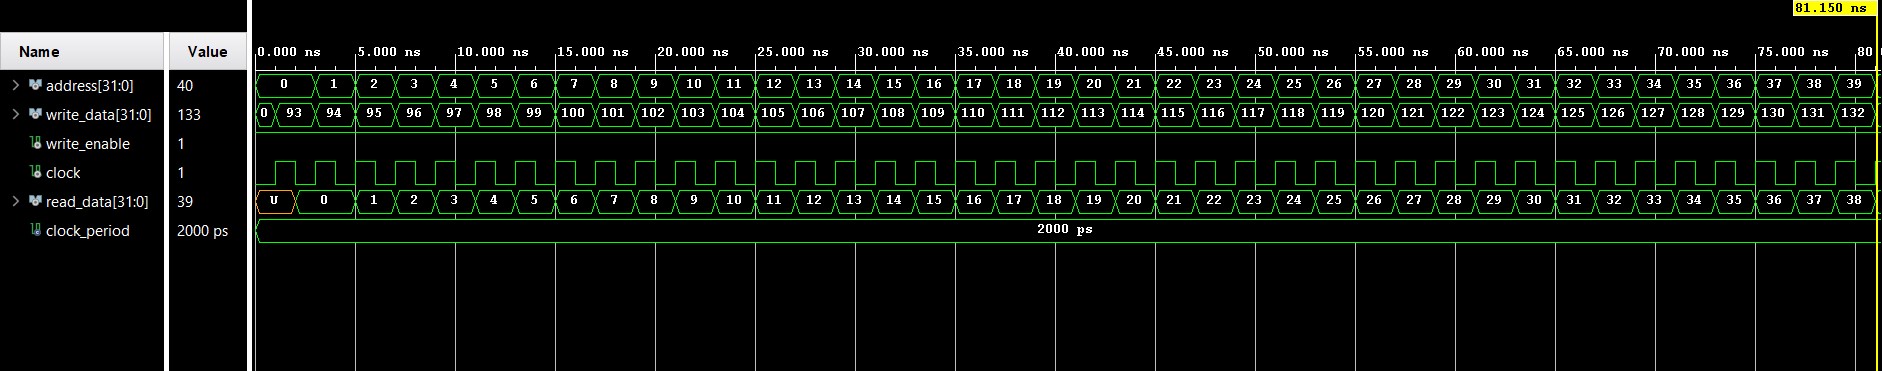 81.150 ns
Name Value 0.000 ns 5.000 ns 10.000 ns 15.000 ns 20.000 ns 25.000 ns 30.000 ns 35.000 ns 40.000 ns 45.000 ns 50.000 ns 55.000 ns 60.000 ns 65.000 ns 70.000 ns 75.000 ns 80
address[31:0] 40 0 1 2 3 4 5 6 7 8 9 10 11 12 13 14 15 16 17 18 19 20 21 22 23 24 25 26 27 28 29 30 31 32 33 34 35 36 37 38 39
write_data[31:0] 133 0 93 94 95 96 97 98 99 100 101 102 103 104 105 106 107 108 109 110 111 112 113 114 115 116 117 118 119 120 121 122 123 124 125 126 127 128 129 130 131 132
write_enable 1
clock 1
read_data[31:0] 39 U 0 1 2 3 4 5 6 7 8 9 10 11 12 13 14 15 16 17 18 19 20 21 22 23 24 25 26 27 28 29 30 31 32 33 34 35 36 37 38
clock_period 2000 ps 2000 ps